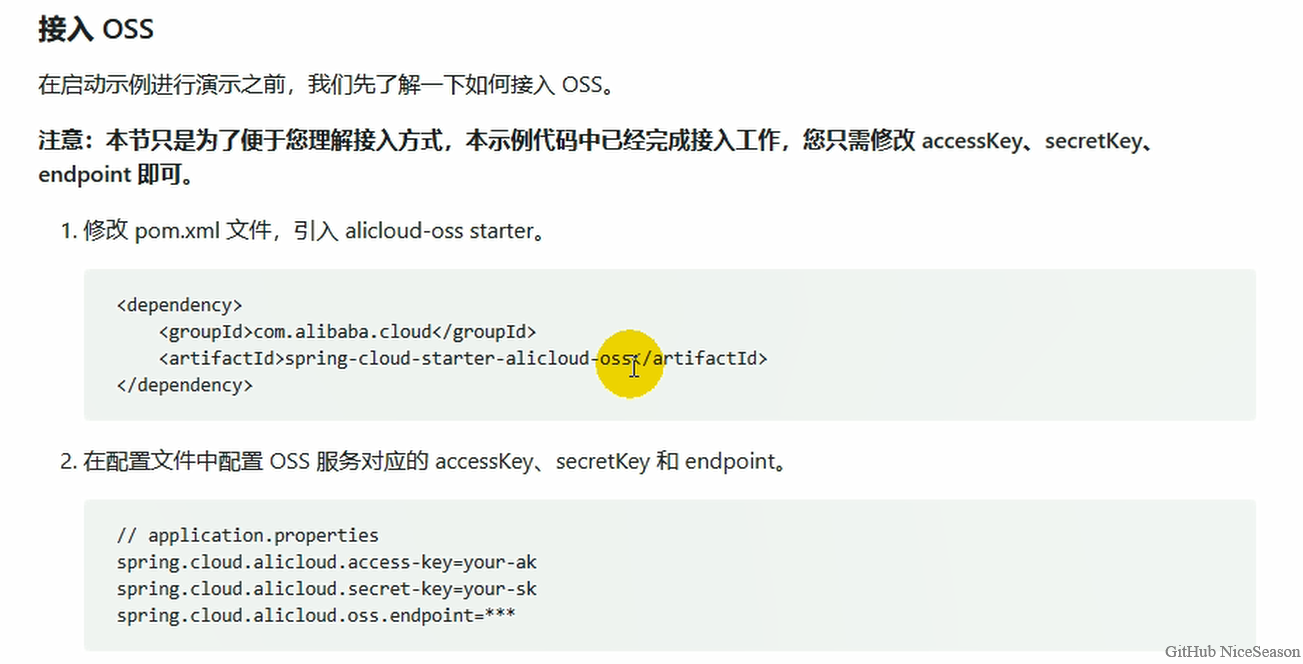 接入 OSS
在启动示例进行演示之前，我们先了解一下如何接入 OSS。
注意：本节只是为了便于您理解接入方式，本示例代码中已经完成接入工作，您只需修改 accessKey、secretKey、
endpoint 即可。
1. 修改 pom.xml 文件，引入 alicloud-oss starter。
<dependency>
    <groupId>com.alibaba.cloud</groupId>
    <artifactId>spring-cloud-starter-alicloud-oss</artifactId>
</dependency>
2. 在配置文件中配置 OSS 服务对应的 accessKey、secretKey 和 endpoint。
// application.properties
spring.cloud.alicloud.access-key=your-ak
spring.cloud.alicloud.secret-key=your-sk
spring.cloud.alicloud.oss.endpoint=***
GitHub NiceSeason